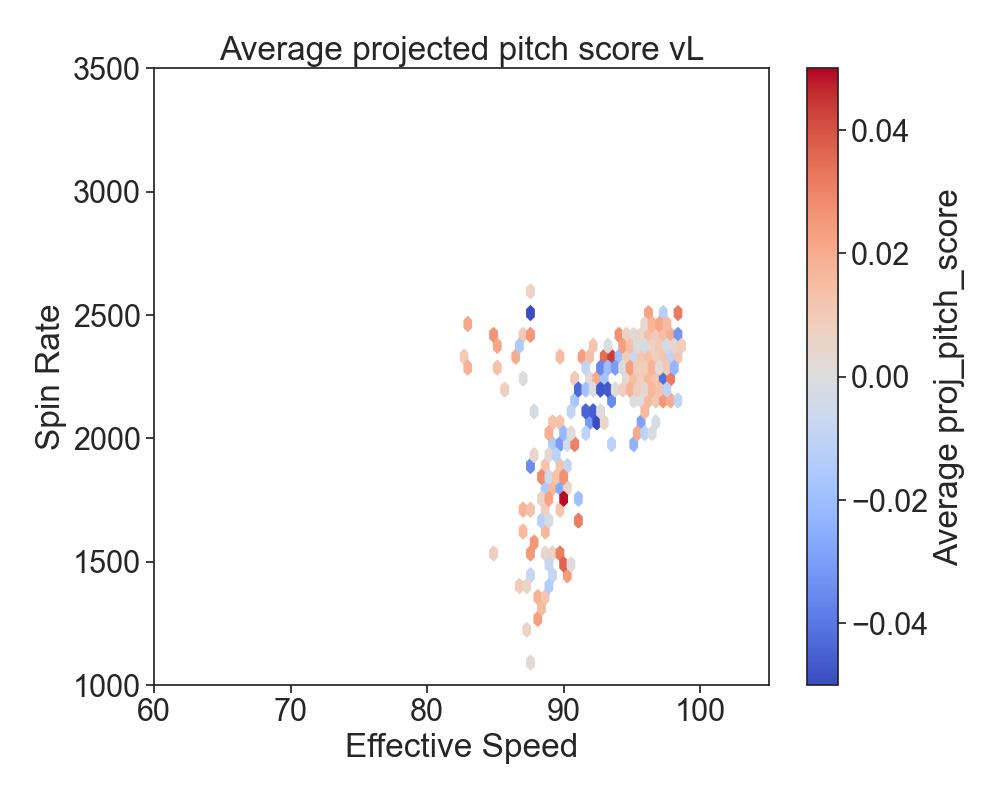 Average projected pitch score vL
3500
3000
2500
2000
1500
1000
Spin Rate
60 70 80 90 100
Effective Speed
0.04
0.02
0.00
−0.02
−0.04
Average proj_pitch_score